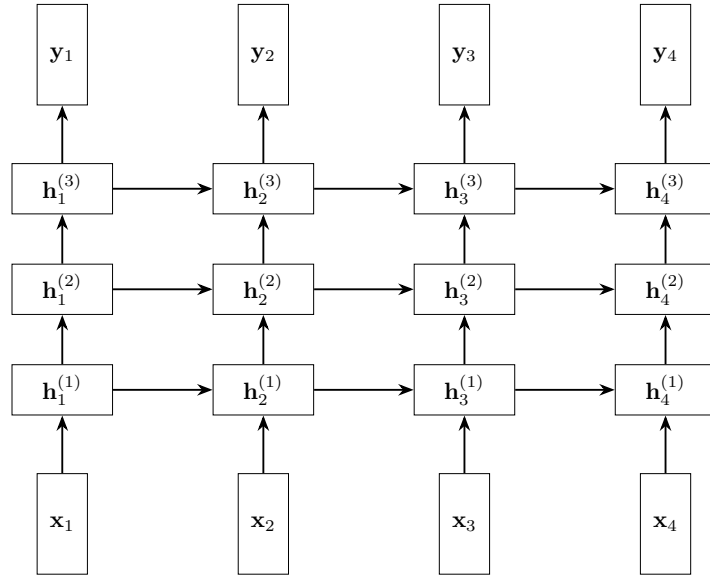 y₁ y₂ y₃ y₄
h₁⁽³⁾ h₂⁽³⁾ h₃⁽³⁾ h₄⁽³⁾
h₁⁽²⁾ h₂⁽²⁾ h₃⁽²⁾ h₄⁽²⁾
h₁⁽¹⁾ h₂⁽¹⁾ h₃⁽¹⁾ h₄⁽¹⁾
x₁ x₂ x₃ x₄